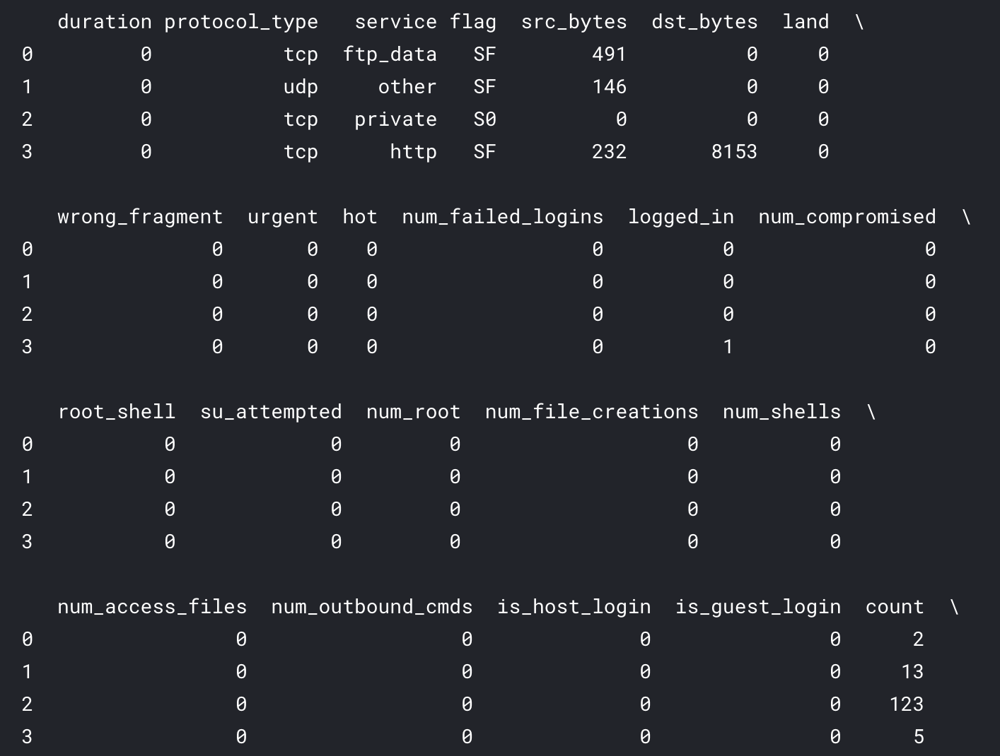 duration protocol_type service flag src_bytes dst_bytes land \
0 0 tcp ftp_data SF 491 0 0
1 0 udp other SF 146 0 0
2 0 tcp private S0 0 0 0
3 0 tcp http SF 232 8153 0
wrong_fragment urgent hot num_failed_logins logged_in num_compromised \
0 0 0 0 0 0 0
1 0 0 0 0 0 0
2 0 0 0 0 0 0
3 0 0 0 0 1 0
root_shell su_attempted num_root num_file_creations num_shells \
0 0 0 0 0 0
1 0 0 0 0 0
2 0 0 0 0 0
3 0 0 0 0 0
num_access_files num_outbound_cmds is_host_login is_guest_login count \
0 0 0 0 0 2
1 0 0 0 0 13
2 0 0 0 0 123
3 0 0 0 0 5